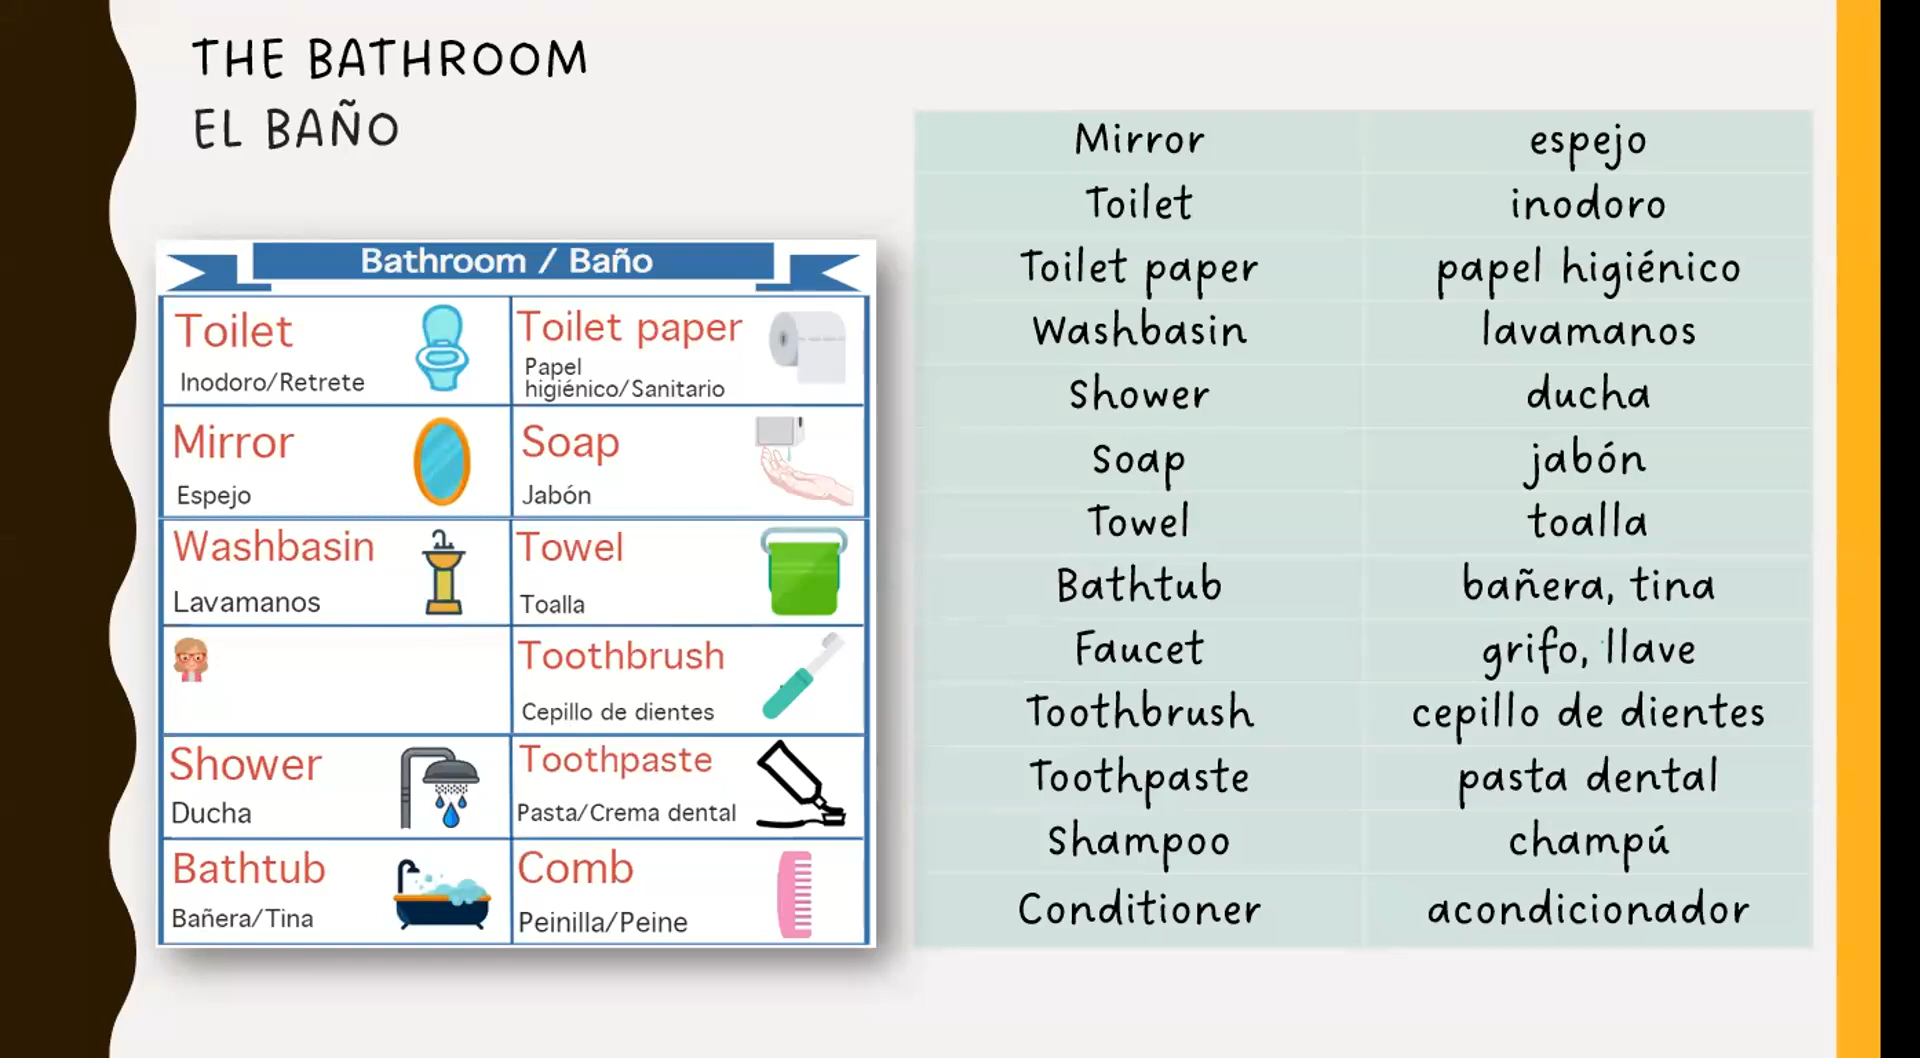 THE BATHROOM
EL BAÑO
Bathroom / Baño
Toilet
Inodoro/Retrete
Toilet paper
Papel
higiénico/Sanitario
Mirror
Espejo
Soap
Jabón
Washbasin
Lavamanos
Towel
Toalla
Toothbrush
Cepillo de dientes
Shower
Ducha
Toothpaste
Pasta/Crema dental
Bathtub
Bañera/Tina
Comb
Peinilla/Peine
Mirror espejo
Toilet inodoro
Toilet paper papel higiénico
Washbasin lavamanos
Shower ducha
Soap jabón
Towel toalla
Bathtub bañera, tina
Faucet grifo, llave
Toothbrush cepillo de dientes
Toothpaste pasta dental
Shampoo champú
Conditioner acondicionador